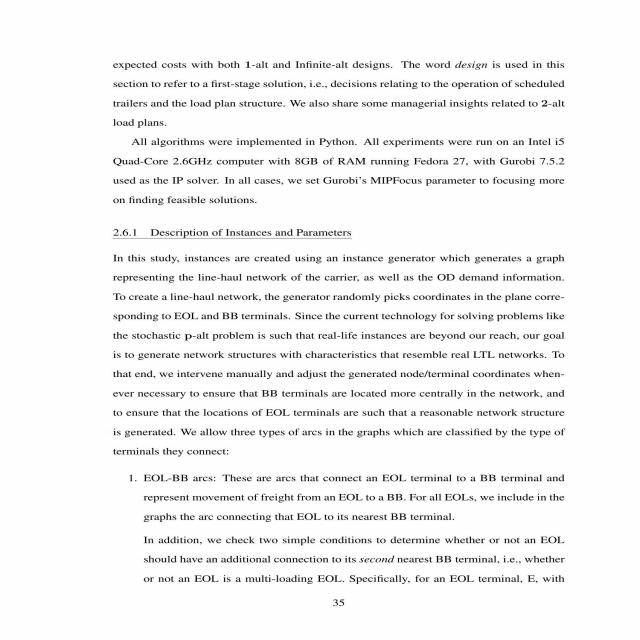 expected costs with both 1-alt and Infinite-alt designs. The word design is used in this
section to refer to a first-stage solution, i.e., decisions relating to the operation of scheduled
trailers and the load plan structure. We also share some managerial insights related to 2-alt
load plans.
All algorithms were implemented in Python. All experiments were run on an Intel i5
Quad-Core 2.6GHz computer with 8GB of RAM running Fedora 27, with Gurobi 7.5.2
used as the IP solver. In all cases, we set Gurobi's MIPFocus parameter to focusing more
on finding feasible solutions.
2.6.1 Description of Instances and Parameters
In this study, instances are created using an instance generator which generates a graph
representing the line-haul network of the carrier, as well as the OD demand information.
To create a line-haul network, the generator randomly picks coordinates in the plane corre-
sponding to EOL and BB terminals. Since the current technology for solving problems like
the stochastic p-alt problem is such that real-life instances are beyond our reach, our goal
is to generate network structures with characteristics that resemble real LTL networks. To
that end, we intervene manually and adjust the generated node/terminal coordinates when-
ever necessary to ensure that BB terminals are located more centrally in the network, and
to ensure that the locations of EOL terminals are such that a reasonable network structure
is generated. We allow three types of arcs in the graphs which are classified by the type of
terminals they connect:
1. EOL-BB arcs: These are arcs that connect an EOL terminal to a BB terminal and
represent movement of freight from an EOL to a BB. For all EOLs, we include in the
graphs the arc connecting that EOL to its nearest BB terminal.
In addition, we check two simple conditions to determine whether or not an EOL
should have an additional connection to its second nearest BB terminal, i.e., whether
or not an EOL is a multi-loading EOL. Specifically, for an EOL terminal, E, with
35